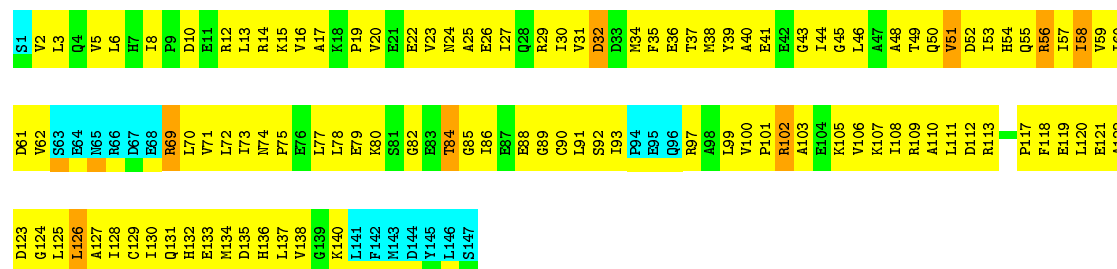 S1 V2 L3 Q4 V5 L6 H7 I8 P9 D10 E11 R12 L13 R14 K15 V16 A17 K18 P19 V20 E21 E22 V23 N24 A25 E26 I27 Q28 R29 I30 V31 D32 D33 M34 F35 E36 T37 M38 Y39 A40 E41 E42 G43 I44 G45 L46 A47 A48 T49 Q50 V51 D52 I53 H54 Q55 R56 I57 I58 V59 I60
D61 V62 S63 E64 N65 R66 D67 E68 R69 L70 V71 L72 I73 N74 P75 E76 L77 L78 E79 K80 S81 G82 E83 T84 G85 I86 E87 E88 G89 C90 L91 S92 I93 P94 E95 Q96 R97 A98 L99 V100 P101 R102 A103 E104 K105 V106 K107 I108 R109 A110 L111 D112 R113 P117 F118 E119 L120 E121
D123 G124 L125 L126 A127 I128 C129 I130 Q131 H132 E133 M134 D135 H136 L137 V138 G139 K140 L141 F142 M143 D144 Y145 L146 S147